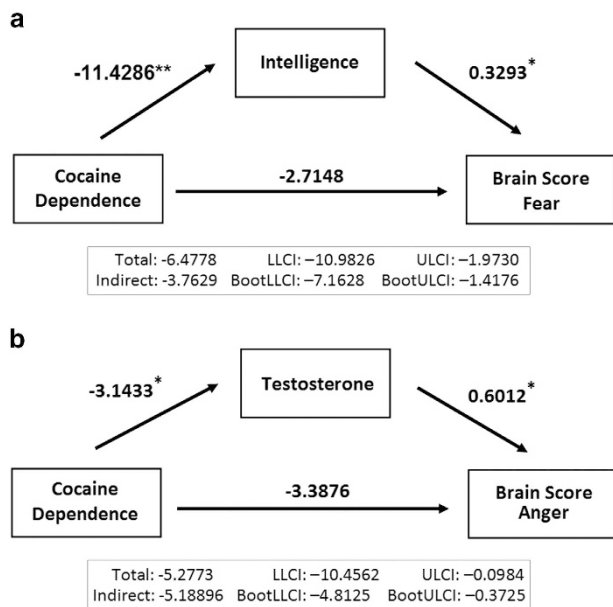 a
Intelligence
-11.4286**
0.3293*
Cocaine
Dependence
-2.7148
Brain Score
Fear
Total: -6.4778 LLCI: −10.9826 ULCI: −1.9730
Indirect: -3.7629 BootLLCI: −7.1628 BootULCI: −1.4176
b
Testosterone
-3.1433*
0.6012*
Cocaine
Dependence
-3.3876
Brain Score
Anger
Total: -5.2773 LLCI: −10.4562 ULCI: −0.0984
Indirect: -5.18896 BootLLCI: −4.8125 BootULCI: −0.3725